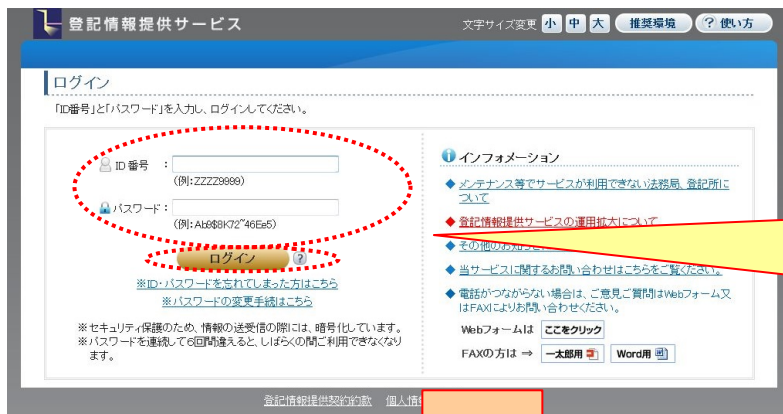 登記情報提供サービス
文字サイズ変更 小 中 大 推奨環境 ? 使い方
ログイン
「ID番号」と「パスワード」を入力し、ログインしてください。
ID番号 :
(例:ZZZZ9999)
パスワード:
(例:Ab9$8K72~46Ee5)
ログイン ?
※ID・パスワードを忘れてしまった方はこちら
※パスワードの変更手続はこちら
※セキュリティ保護のため、情報の送受信の際には、暗号化しています。
※パスワードを連続して6回間違えると、しばらくの間ご利用できなくなり
ます。
インフォメーション
メンテナンス等でサービスが利用できない法務局、登記所に
ついて
登記情報提供サービスの運用拡大について
その他のお知
当サービスに関するお問い合わせはこちらをご覧ください。
電話がつながらない場合は、ご意見ご質問はWebフォーム又
はFAXによりお問い合わせください。
Webフォームは ここをクリック
FAXの方は ⇒ 一太郎用 Word用
登記情報提供契約約款 個人情